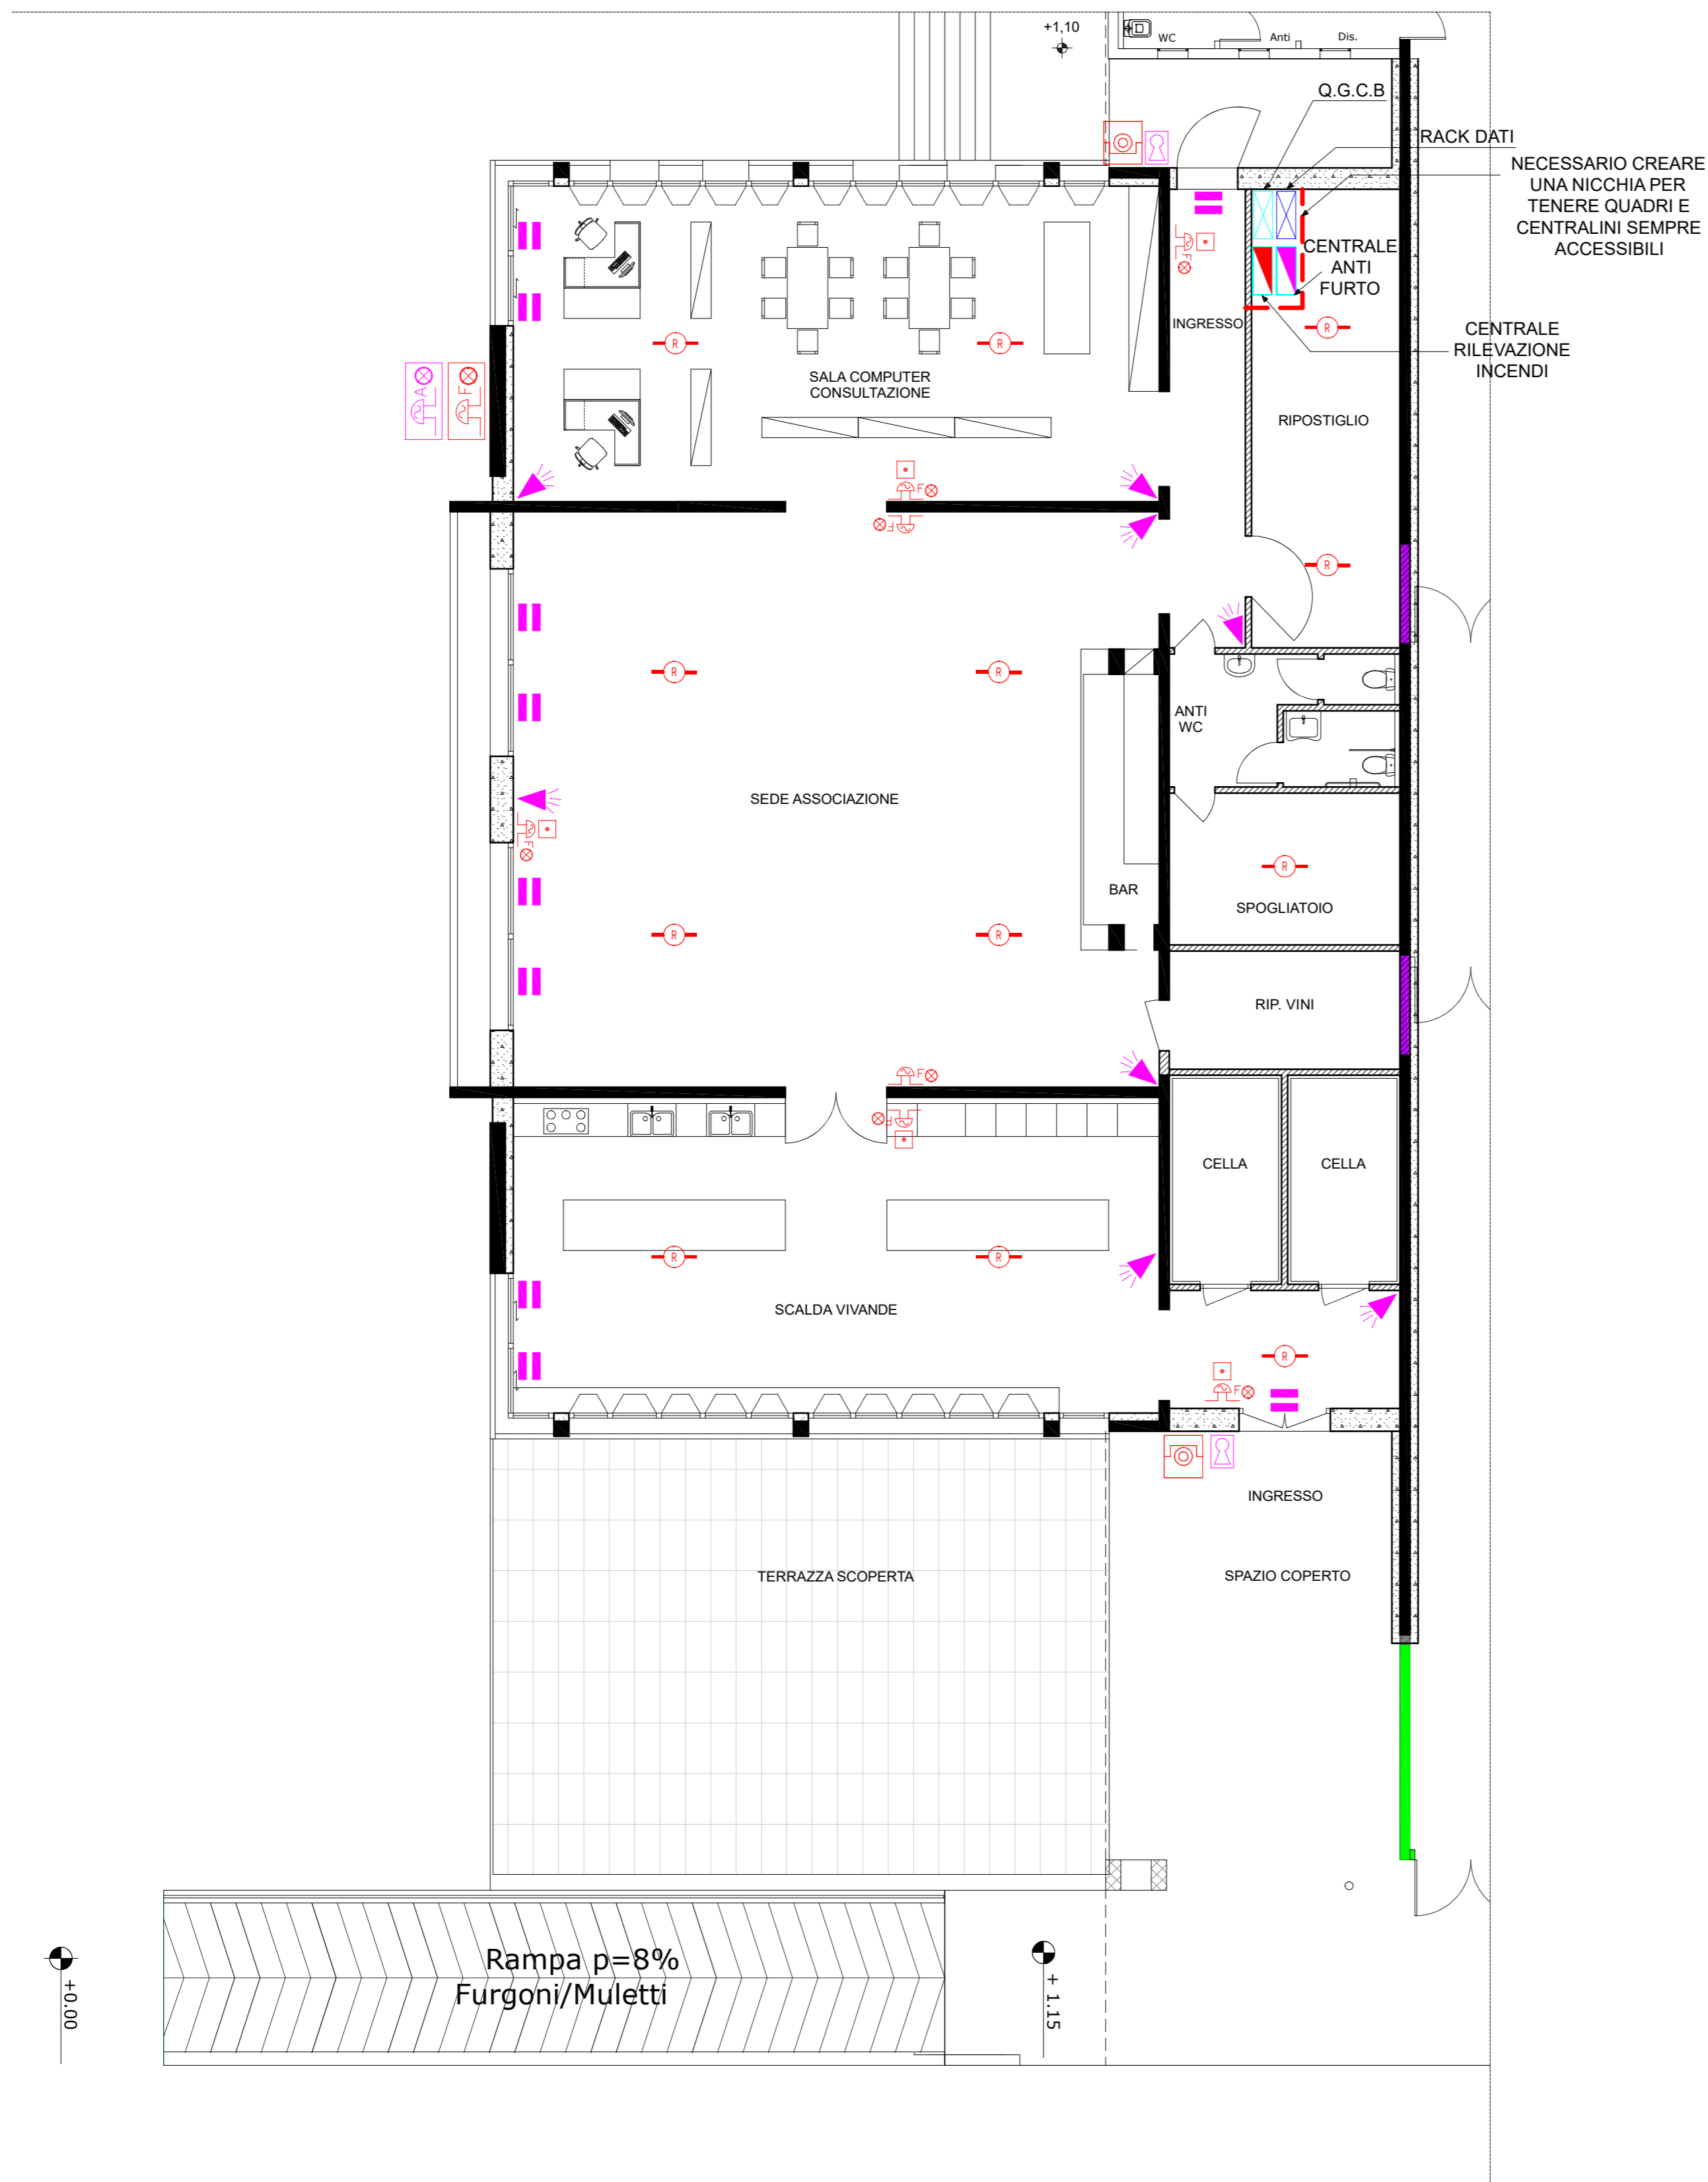 +1,10
WC
Anti
Dis.
Q.G.C.B
RACK DATI
NECESSARIO CREARE
UNA NICCHIA PER
TENERE QUADRI E
CENTRALINI SEMPRE
ACCESSIBILI
CENTRALE
ANTI
FURTO
INGRESSO
R
R
R
CENTRALE
RILEVAZIONE
INCENDI
SALA COMPUTER
CONSULTAZIONE
A
F
F
RIPOSTIGLIO
F
F
R
R
R
ANTI
WC
SEDE ASSOCIAZIONE
F
R
BAR
SPOGLIATOIO
R
R
RIP. VINI
F
F
CELLA
CELLA
R
R
SCALDA VIVANDE
R
F
INGRESSO
TERRAZZA SCOPERTA
SPAZIO COPERTO
Rampa p=8%
Furgoni/Muletti
+0.00
+ 1.15